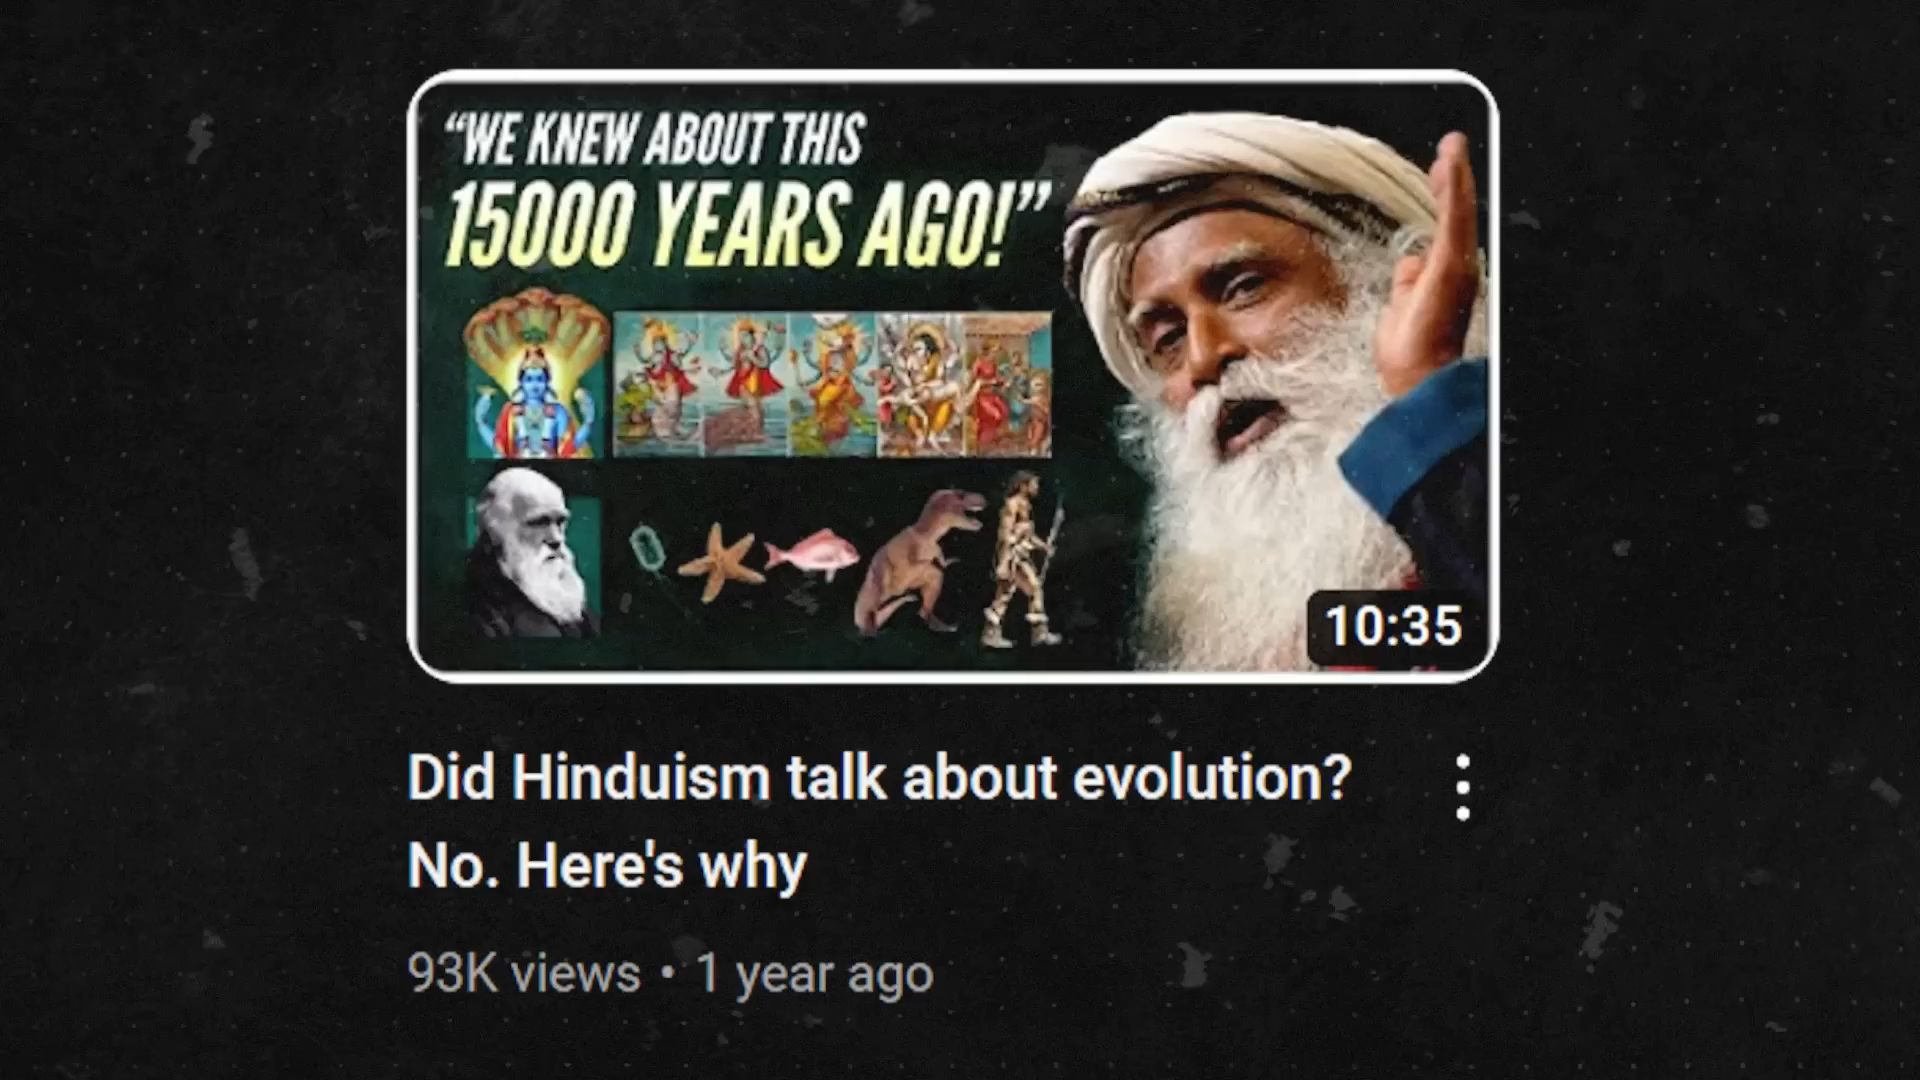 “WE KNEW ABOUT THIS
15000 YEARS AGO!”
10:35
Did Hinduism talk about evolution?
No. Here's why
93K views • 1 year ago